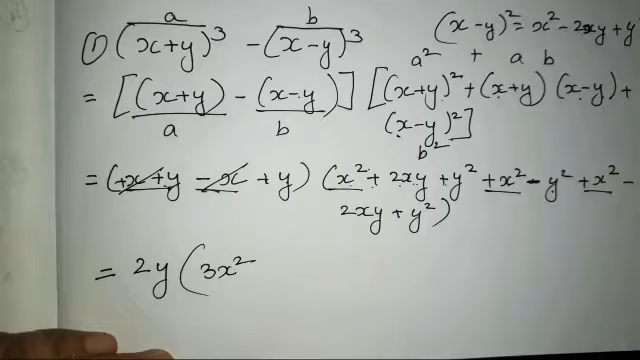 a b
① (x+y)³ - (x-y)³ (x-y)² = x² - 2xy + y
a² + a b
= [(x+y) - (x-y)] [(x+y)² + (x+y) (x-y) +
a b (x-y)²]
b²
= (+x+y -x + y) (x² + 2xy + y² + x² - y² + x² -
2xy + y²)
= 2y (3x²